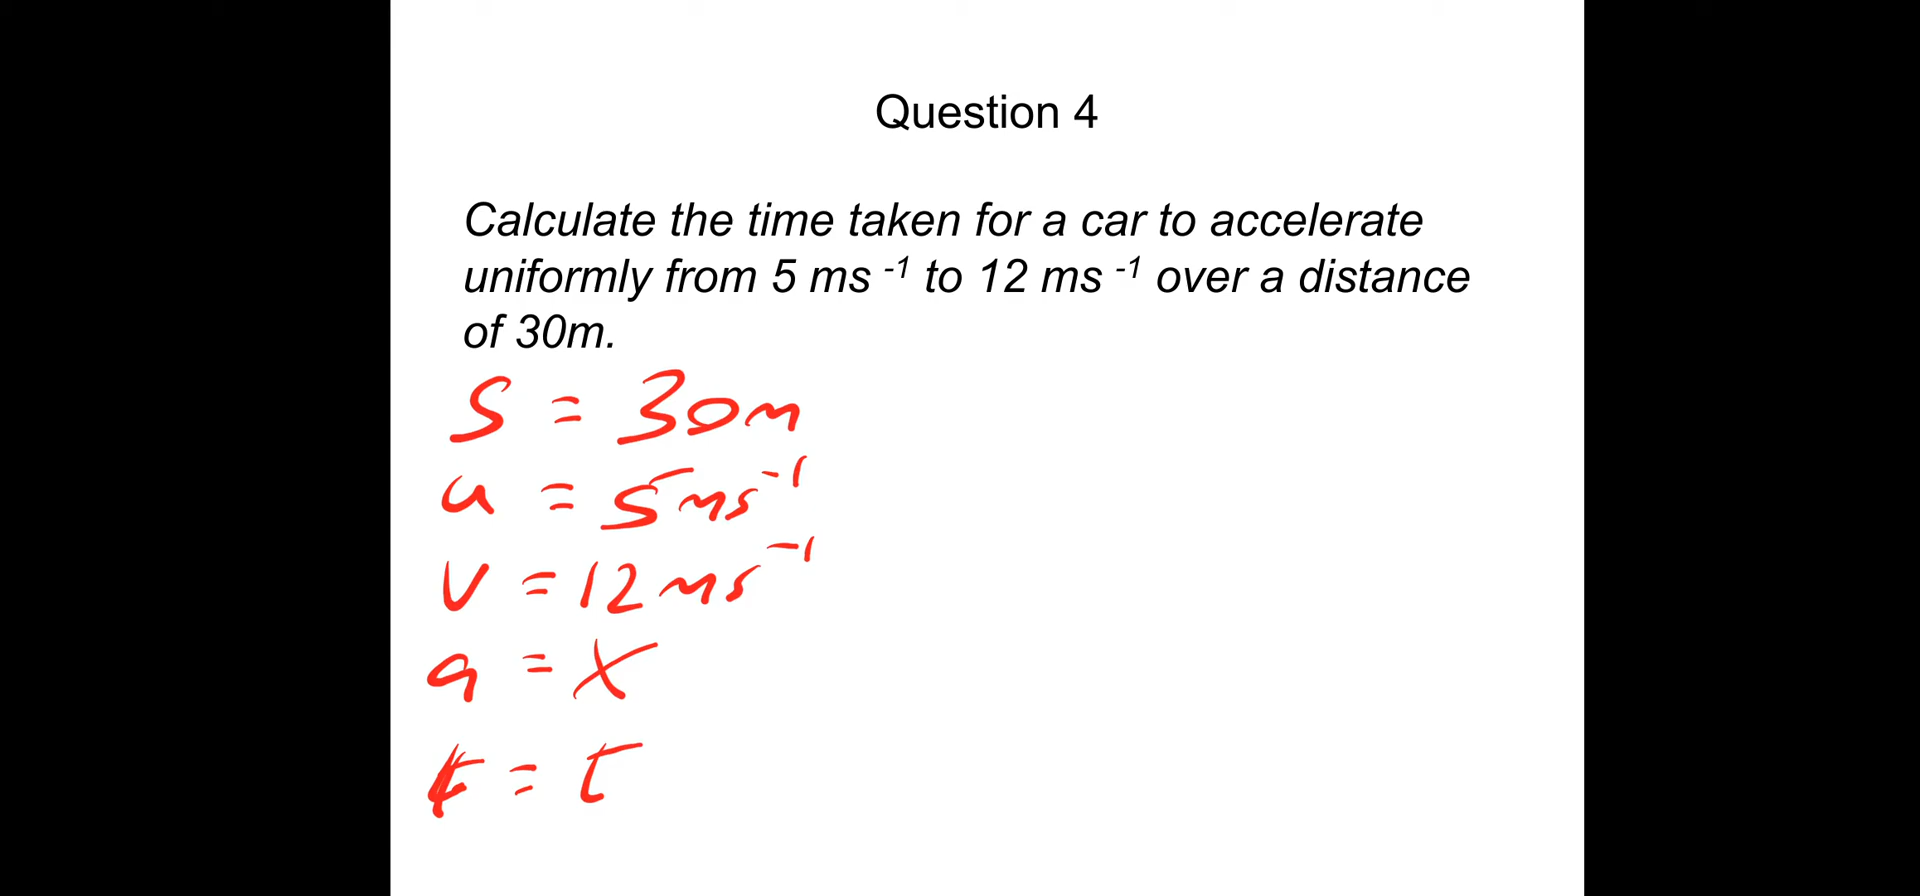 Question 4
Calculate the time taken for a car to accelerate
uniformly from 5 ms ⁻¹ to 12 ms ⁻¹ over a distance
of 30m.
S = 30m
u = 5ms⁻¹
v = 12ms⁻¹
a = X
t = t